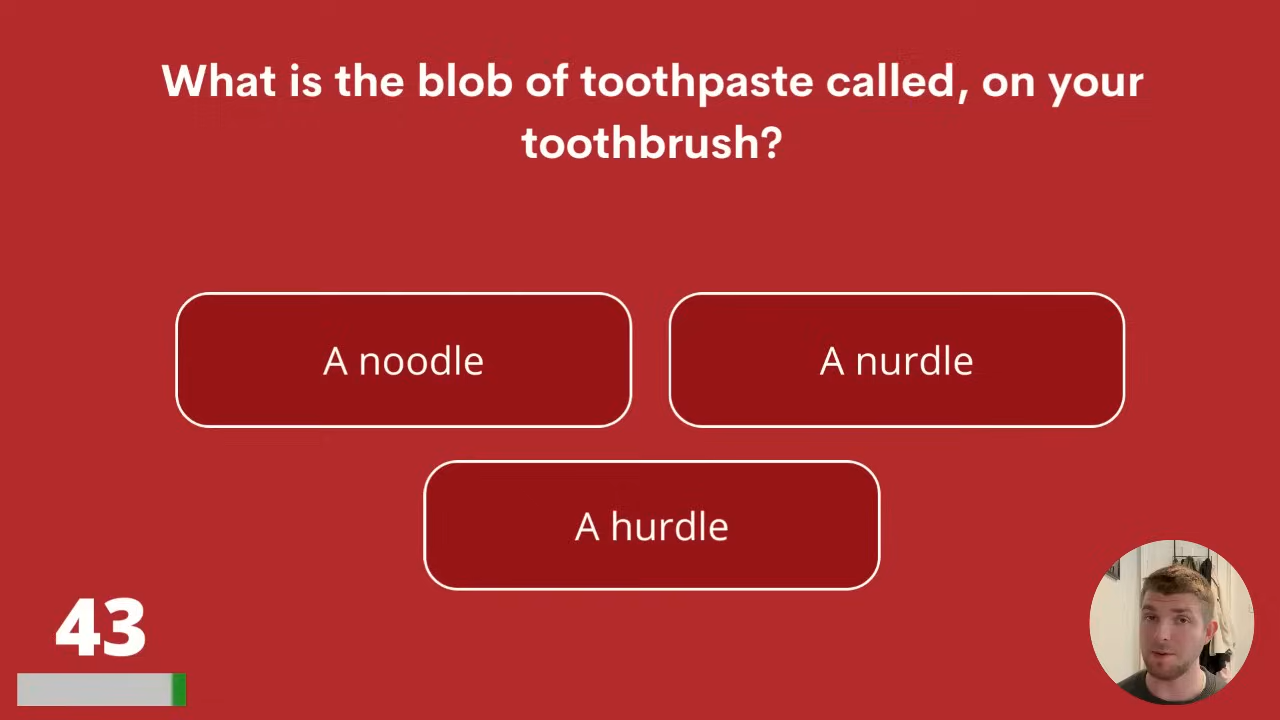 What is the blob of toothpaste called, on your
toothbrush?
A noodle
A nurdle
A hurdle
43